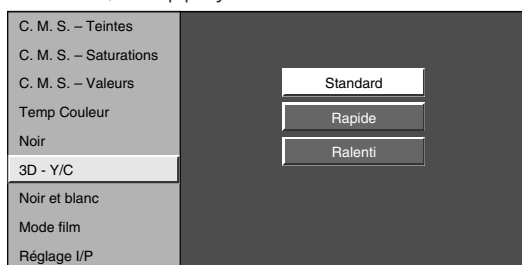 C. M. S. – Teintes
C. M. S. – Saturations
C. M. S. – Valeurs
Temp Couleur
Noir
3D - Y/C
Noir et blanc
Mode film
Réglage I/P
Standard
Rapide
Ralenti